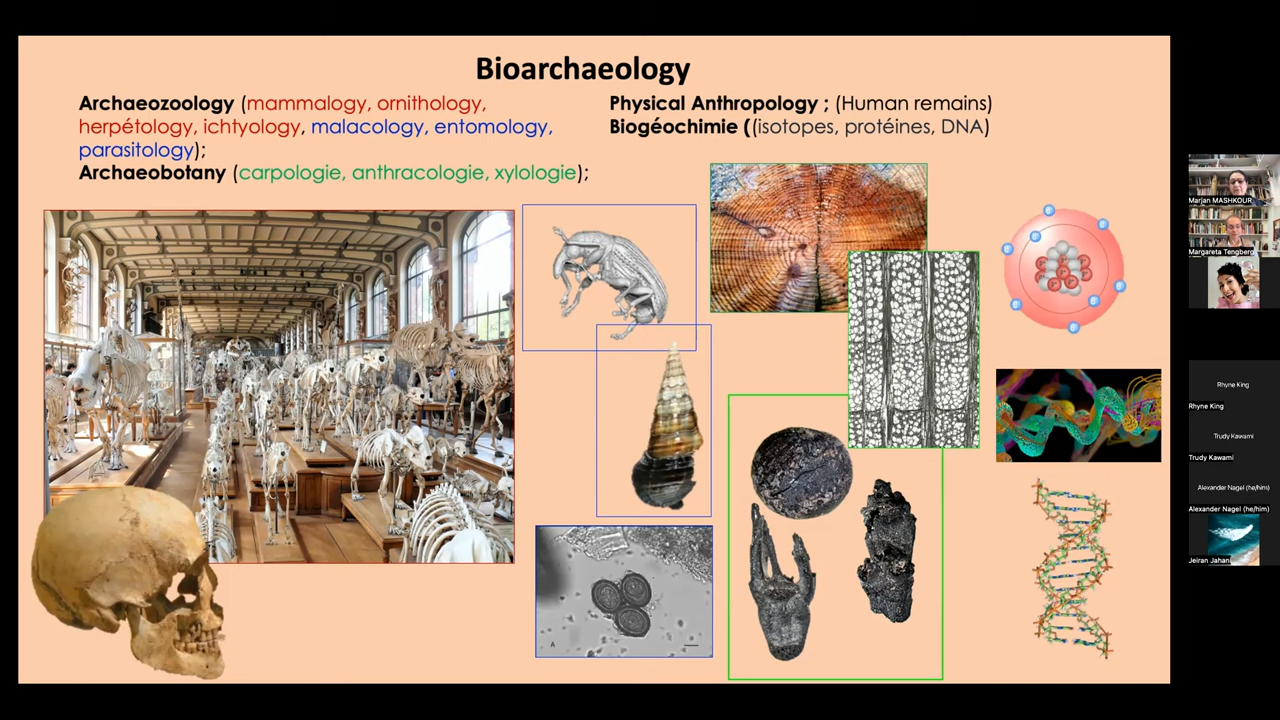 Bioarchaeology
Archaeozoology (mammalogy, ornithology,
herpétology, ichtyology, malacology, entomology,
parasitology);
Archaeobotany (carpologie, anthracologie, xylologie);
Physical Anthropology ; (Human remains)
Biogéochimie ((isotopes, protéines, DNA)
A
Marjan MASHKOUR
Margareta Tengberg
Rhyne King
Rhyne King
Trudy Kawami
Trudy Kawami
Alexander Nagel (he/him)
Alexander Nagel (he/him)
Jeiran Jahani